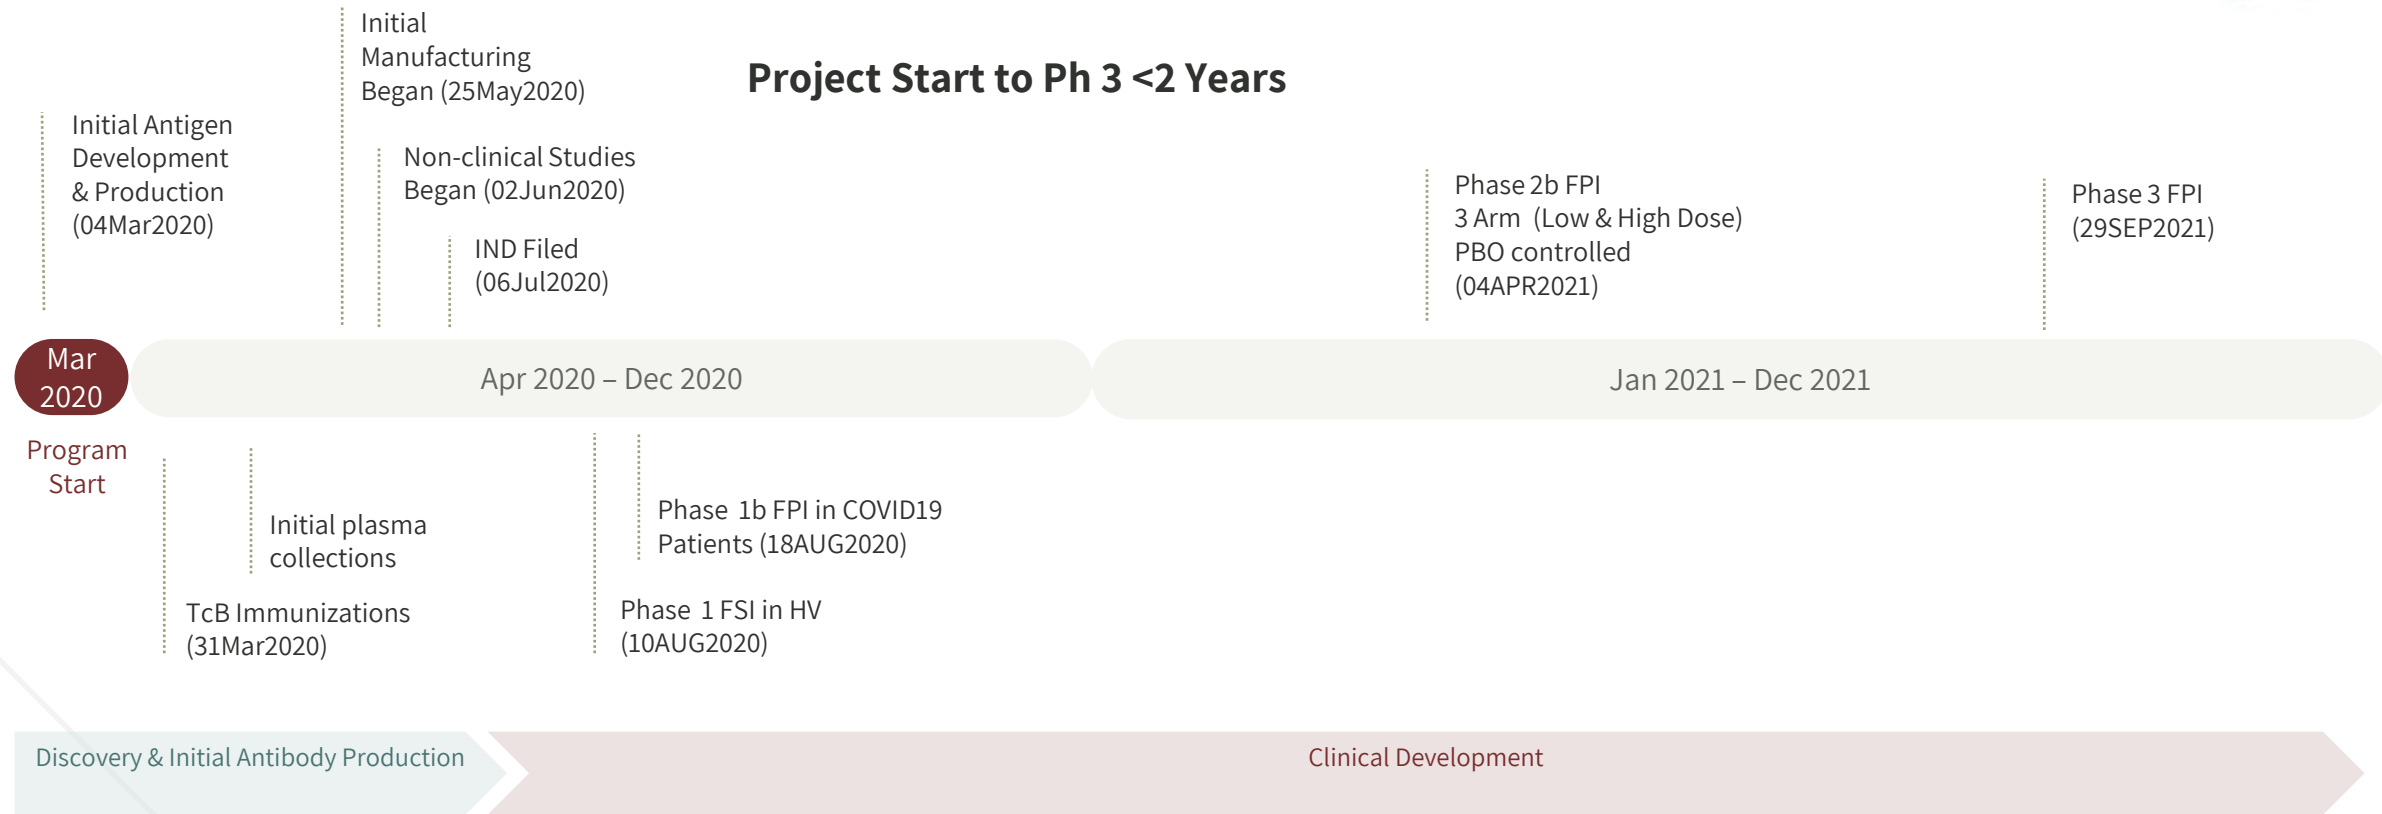 Project Start to Ph 3 <2 Years
Initial Antigen
Development
& Production
(04Mar2020)
Initial
Manufacturing
Began (25May2020)
Non-clinical Studies
Began (02Jun2020)
IND Filed
(06Jul2020)
Phase 2b FPI
3 Arm (Low & High Dose)
PBO controlled
(04APR2021)
Phase 3 FPI
(29SEP2021)
Mar
2020
Apr 2020 – Dec 2020
Jan 2021 – Dec 2021
Program
Start
TcB Immunizations
(31Mar2020)
Initial plasma
collections
Phase 1 FSI in HV
(10AUG2020)
Phase 1b FPI in COVID19
Patients (18AUG2020)
Discovery & Initial Antibody Production
Clinical Development